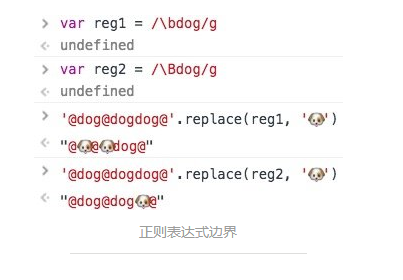 > var reg1 = /\bdog/g
< undefined
> var reg2 = /\Bdog/g
< undefined
> '@dog@dogdog@'.replace(reg1, '🐶')
< "@🐶@🐶dog@"
> '@dog@dogdog@'.replace(reg2, '🐶')
< "@dog@dog🐶@"
正则表达式边界